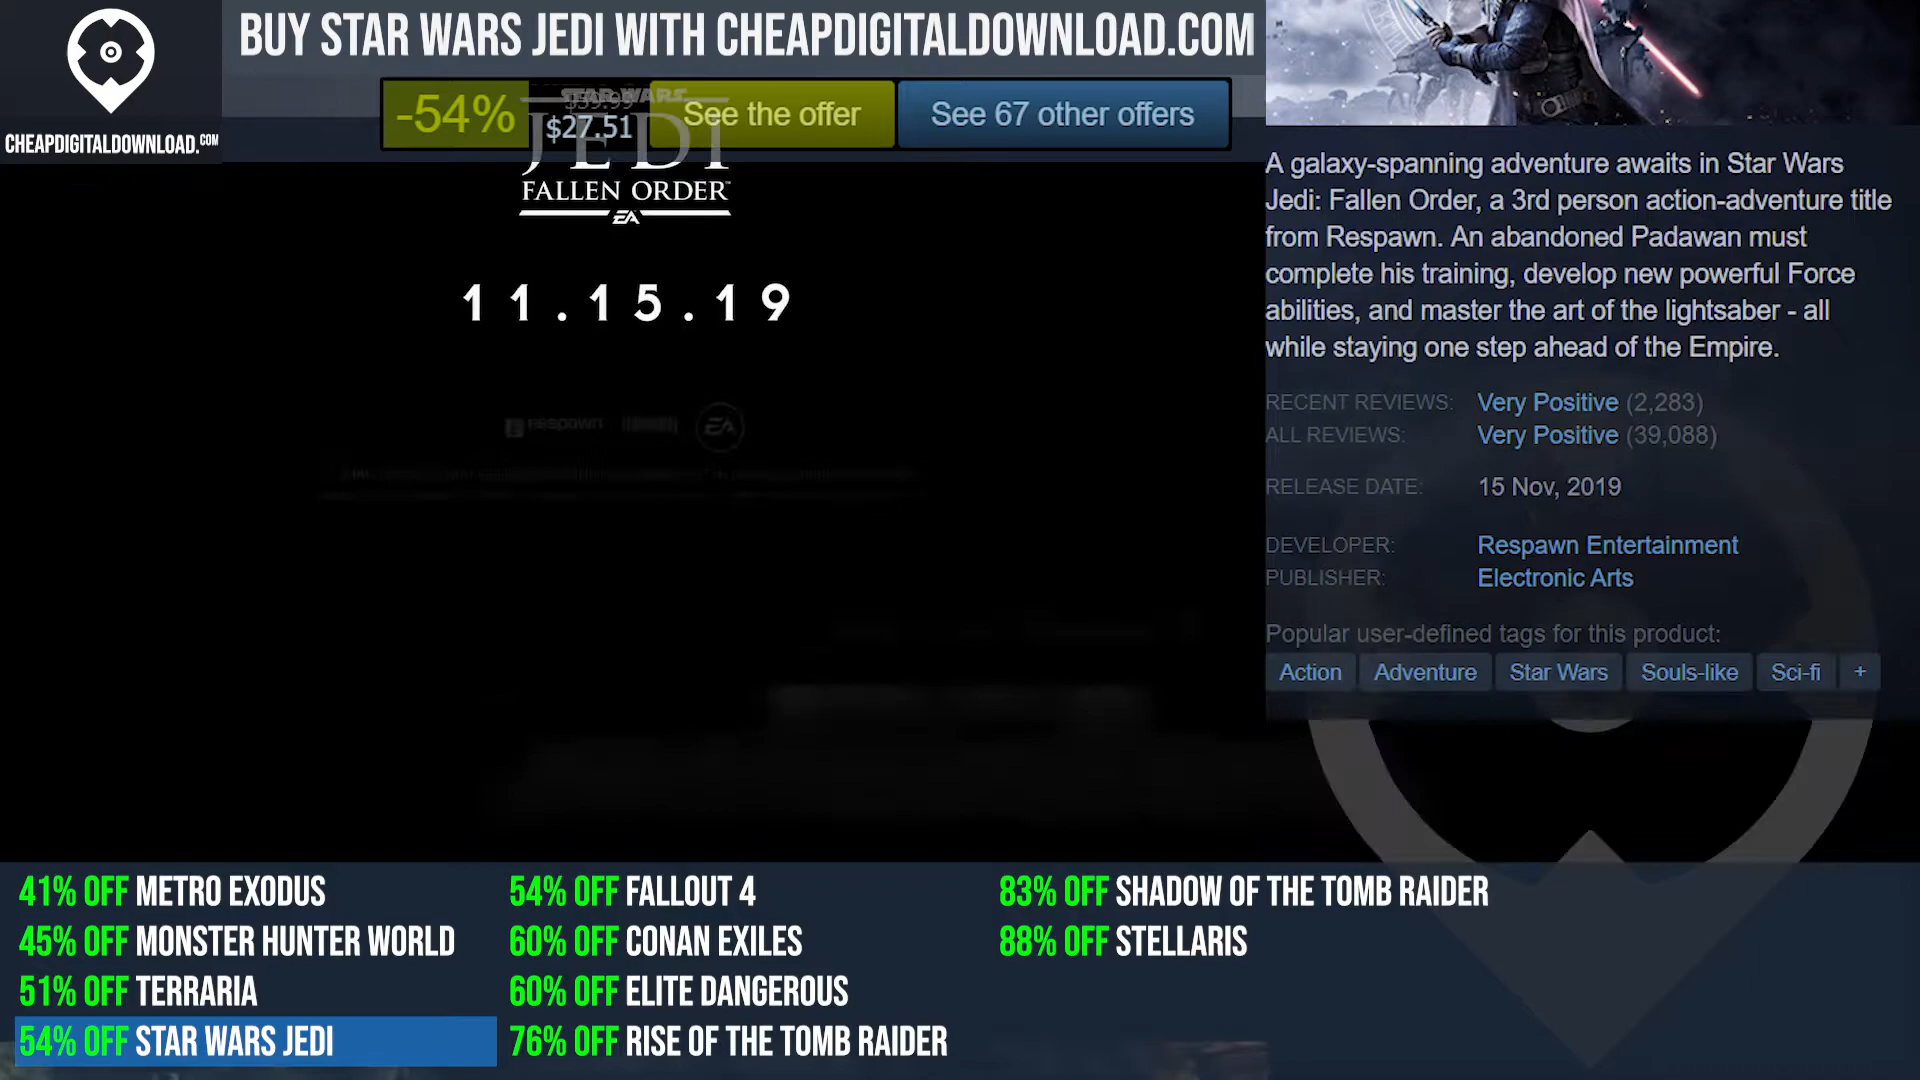 CHEAPDIGITALDOWNLOAD.COM
BUY STAR WARS JEDI WITH CHEAPDIGITALDOWNLOAD.COM
-54%
$59.99
$27.51
See the offer
See 67 other offers
STAR WARS
JEDI
FALLEN ORDER™
EA
11.15.19
RESPAWN
EA
A galaxy-spanning adventure awaits in Star Wars
Jedi: Fallen Order, a 3rd person action-adventure title
from Respawn. An abandoned Padawan must
complete his training, develop new powerful Force
abilities, and master the art of the lightsaber - all
while staying one step ahead of the Empire.
RECENT REVIEWS: Very Positive (2,283)
ALL REVIEWS: Very Positive (39,088)
RELEASE DATE: 15 Nov, 2019
DEVELOPER: Respawn Entertainment
PUBLISHER: Electronic Arts
Popular user-defined tags for this product:
Action Adventure Star Wars Souls-like Sci-fi +
41% OFF METRO EXODUS
45% OFF MONSTER HUNTER WORLD
51% OFF TERRARIA
54% OFF STAR WARS JEDI
54% OFF FALLOUT 4
60% OFF CONAN EXILES
60% OFF ELITE DANGEROUS
76% OFF RISE OF THE TOMB RAIDER
83% OFF SHADOW OF THE TOMB RAIDER
88% OFF STELLARIS